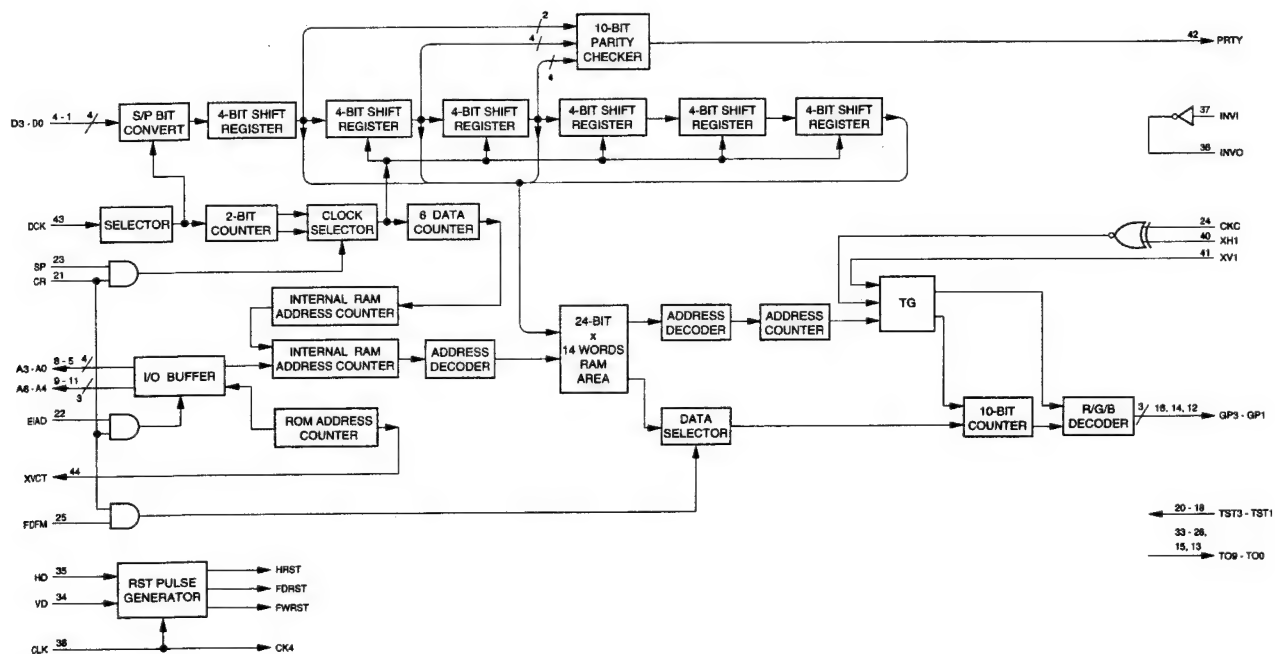 2
10-BIT
PARITY
CHECKER
4
4
42
PRTY
D3 - D0
4 - 1
4
S/P BIT
CONVERT
4-BIT SHIFT
REGISTER
4-BIT SHIFT
REGISTER
4-BIT SHIFT
REGISTER
4-BIT SHIFT
REGISTER
4-BIT SHIFT
REGISTER
4-BIT SHIFT
REGISTER
37
INVI
36
INVO
DCK
43
SELECTOR
2-BIT
COUNTER
CLOCK
SELECTOR
6 DATA
COUNTER
24
CKC
40
XH1
41
XV1
SP
23
CR
21
INTERNAL RAM
ADDRESS COUNTER
24-BIT
x
14 WORDS
RAM
AREA
ADDRESS
DECODER
ADDRESS
COUNTER
TG
INTERNAL RAM
ADDRESS COUNTER
ADDRESS
DECODER
A3 - A0
8 - 5
4
A6 - A4
9 - 11
3
I/O BUFFER
EIAD
22
ROM ADDRESS
COUNTER
DATA
SELECTOR
10-BIT
COUNTER
R/G/B
DECODER
3
16, 14, 12
GP3 - GP1
XVCT
44
FDFM
25
20 - 18
TST3 - TST1
33 - 26,
15, 13
TO9 - TO0
HD
35
VD
34
RST PULSE
GENERATOR
HRST
FDRST
FWRST
CLK
38
CK4